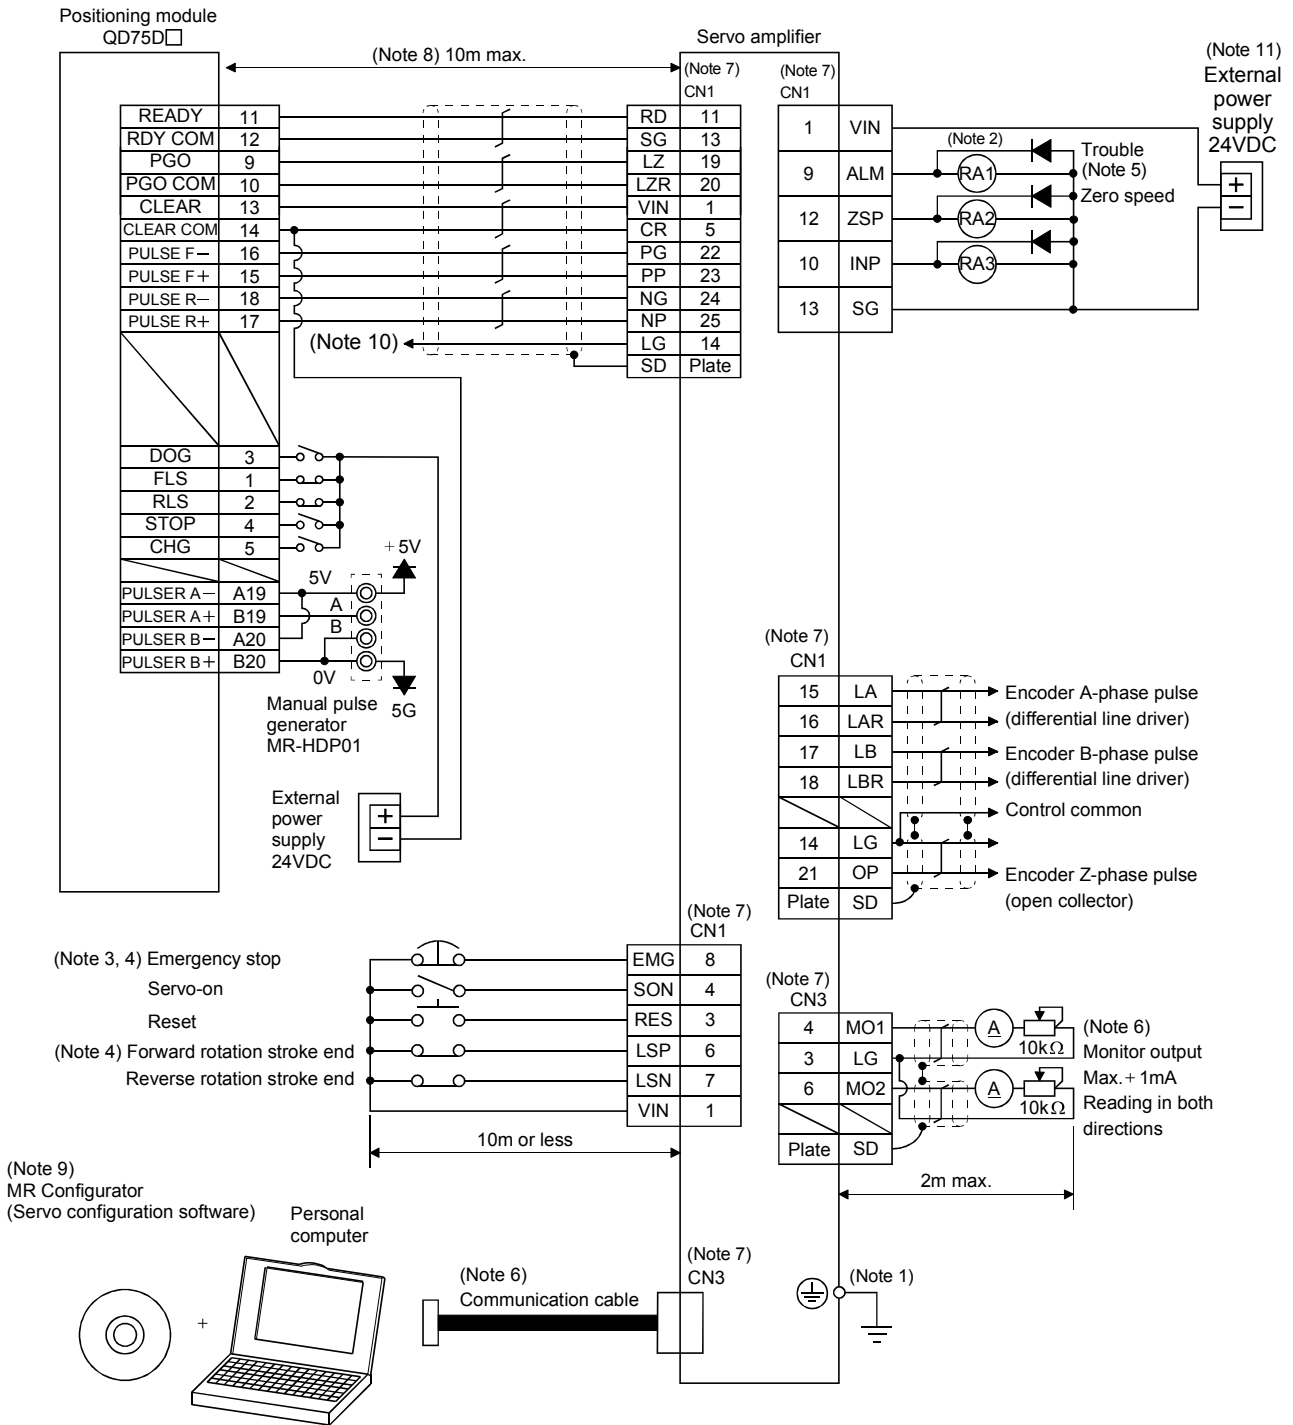 Positioning module
QD75D□
(Note 8) 10m max.
Servo amplifier
(Note 7)
CN1
(Note 7)
CN1
(Note 11)
External
power
supply
24VDC
READY 11
RDY COM 12
PGO 9
PGO COM 10
CLEAR 13
CLEAR COM 14
PULSE F− 16
PULSE F+ 15
PULSE R− 18
PULSE R+ 17
RD 11
SG 13
LZ 19
LZR 20
VIN 1
CR 5
PG 22
PP 23
NG 24
NP 25
LG 14
SD Plate
(Note 10)
1 VIN
9 ALM
12 ZSP
10 INP
13 SG
(Note 2)
RA1
RA2
RA3
Trouble
(Note 5)
Zero speed
+
−
DOG 3
FLS 1
RLS 2
STOP 4
CHG 5
PULSER A− A19
PULSER A+ B19
PULSER B− A20
PULSER B+ B20
+5V
5V
A
B
0V
5G
Manual pulse
generator
MR-HDP01
External
power
supply
24VDC
+
−
(Note 7)
CN1
15 LA
16 LAR
17 LB
18 LBR
14 LG
21 OP
Plate SD
Encoder A-phase pulse
(differential line driver)
Encoder B-phase pulse
(differential line driver)
Control common
Encoder Z-phase pulse
(open collector)
(Note 7)
CN1
(Note 3, 4) Emergency stop
Servo-on
Reset
(Note 4) Forward rotation stroke end
Reverse rotation stroke end
EMG 8
SON 4
RES 3
LSP 6
LSN 7
VIN 1
10m or less
(Note 7)
CN3
4 MO1
3 LG
6 MO2
Plate SD
A
10kΩ
A
10kΩ
(Note 6)
Monitor output
Max.+1mA
Reading in both
directions
2m max.
(Note 9)
MR Configurator
(Servo configuration software)
Personal
computer
+
(Note 6)
Communication cable
(Note 7)
CN3
(Note 1)